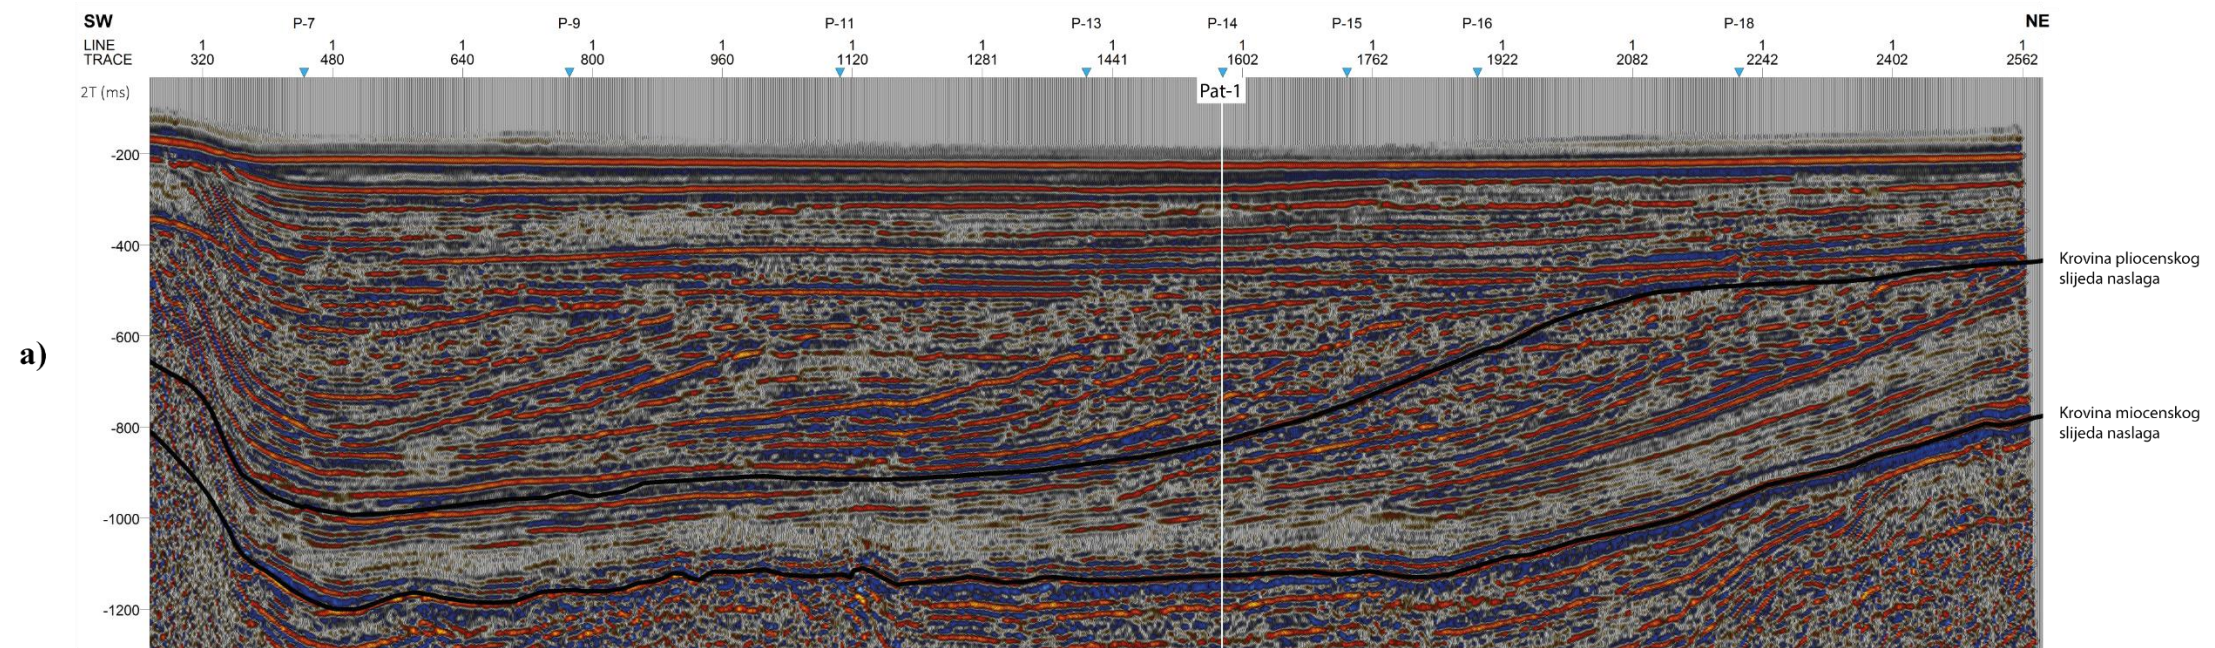 SW P-7 P-9 P-11 P-13 P-14 P-15 P-16 P-18 NE
LINE 1 1 1 1 1 1 1 1 1 1 1 1 1 1 1
TRACE 320 480 640 800 960 1120 1281 1441 1602 1762 1922 2082 2242 2402 2562
2T (ms)
Pat-1
-200
-400
Krovina pliocenskog
slijeda naslaga
-600
a)
-800
Krovina miocenskog
slijeda naslaga
-1000
-1200